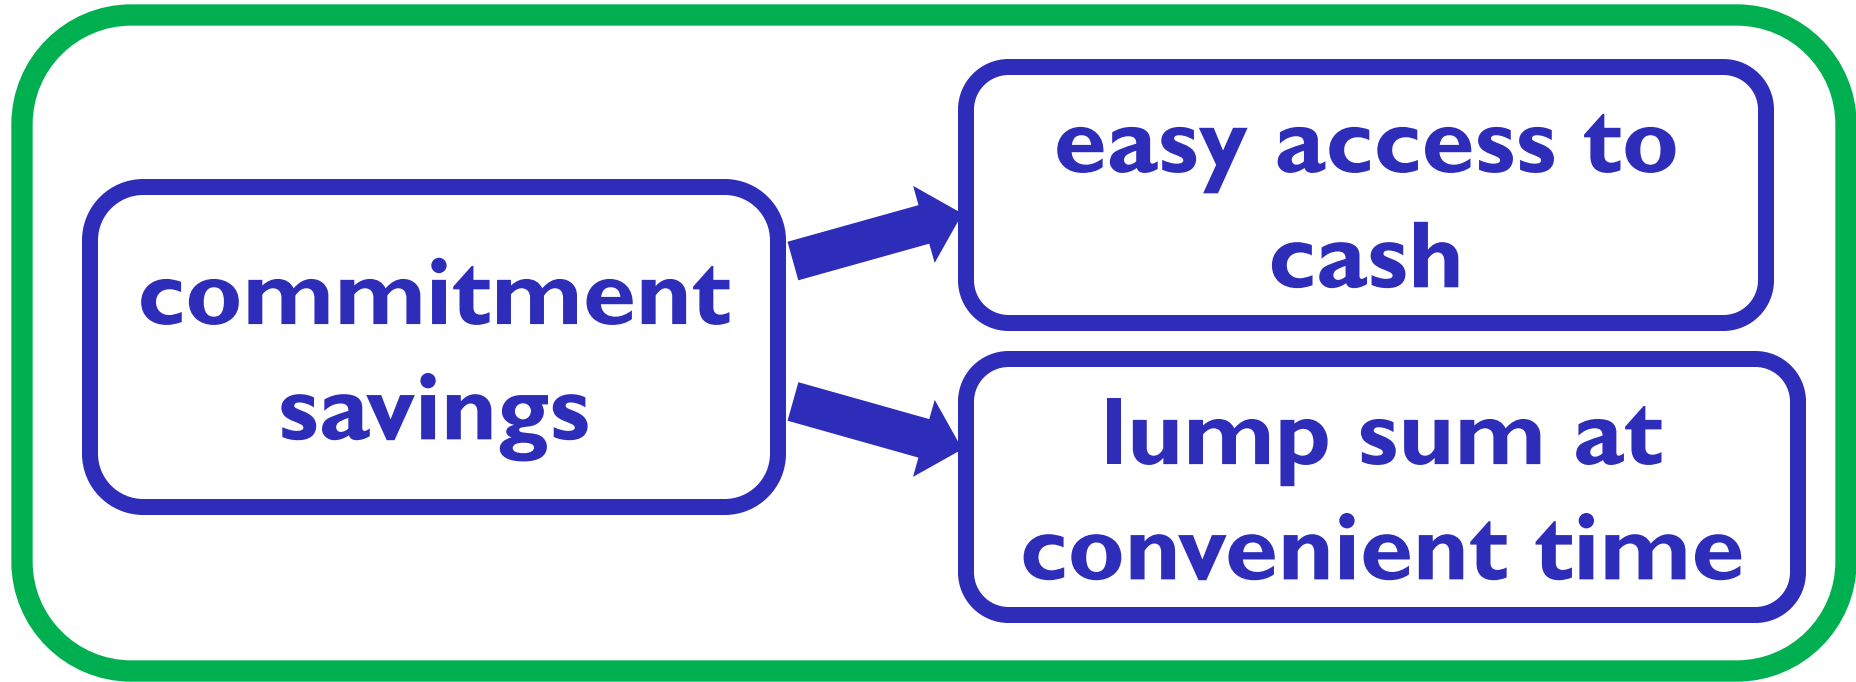 commitment
savings
easy access to
cash
lump sum at
convenient time